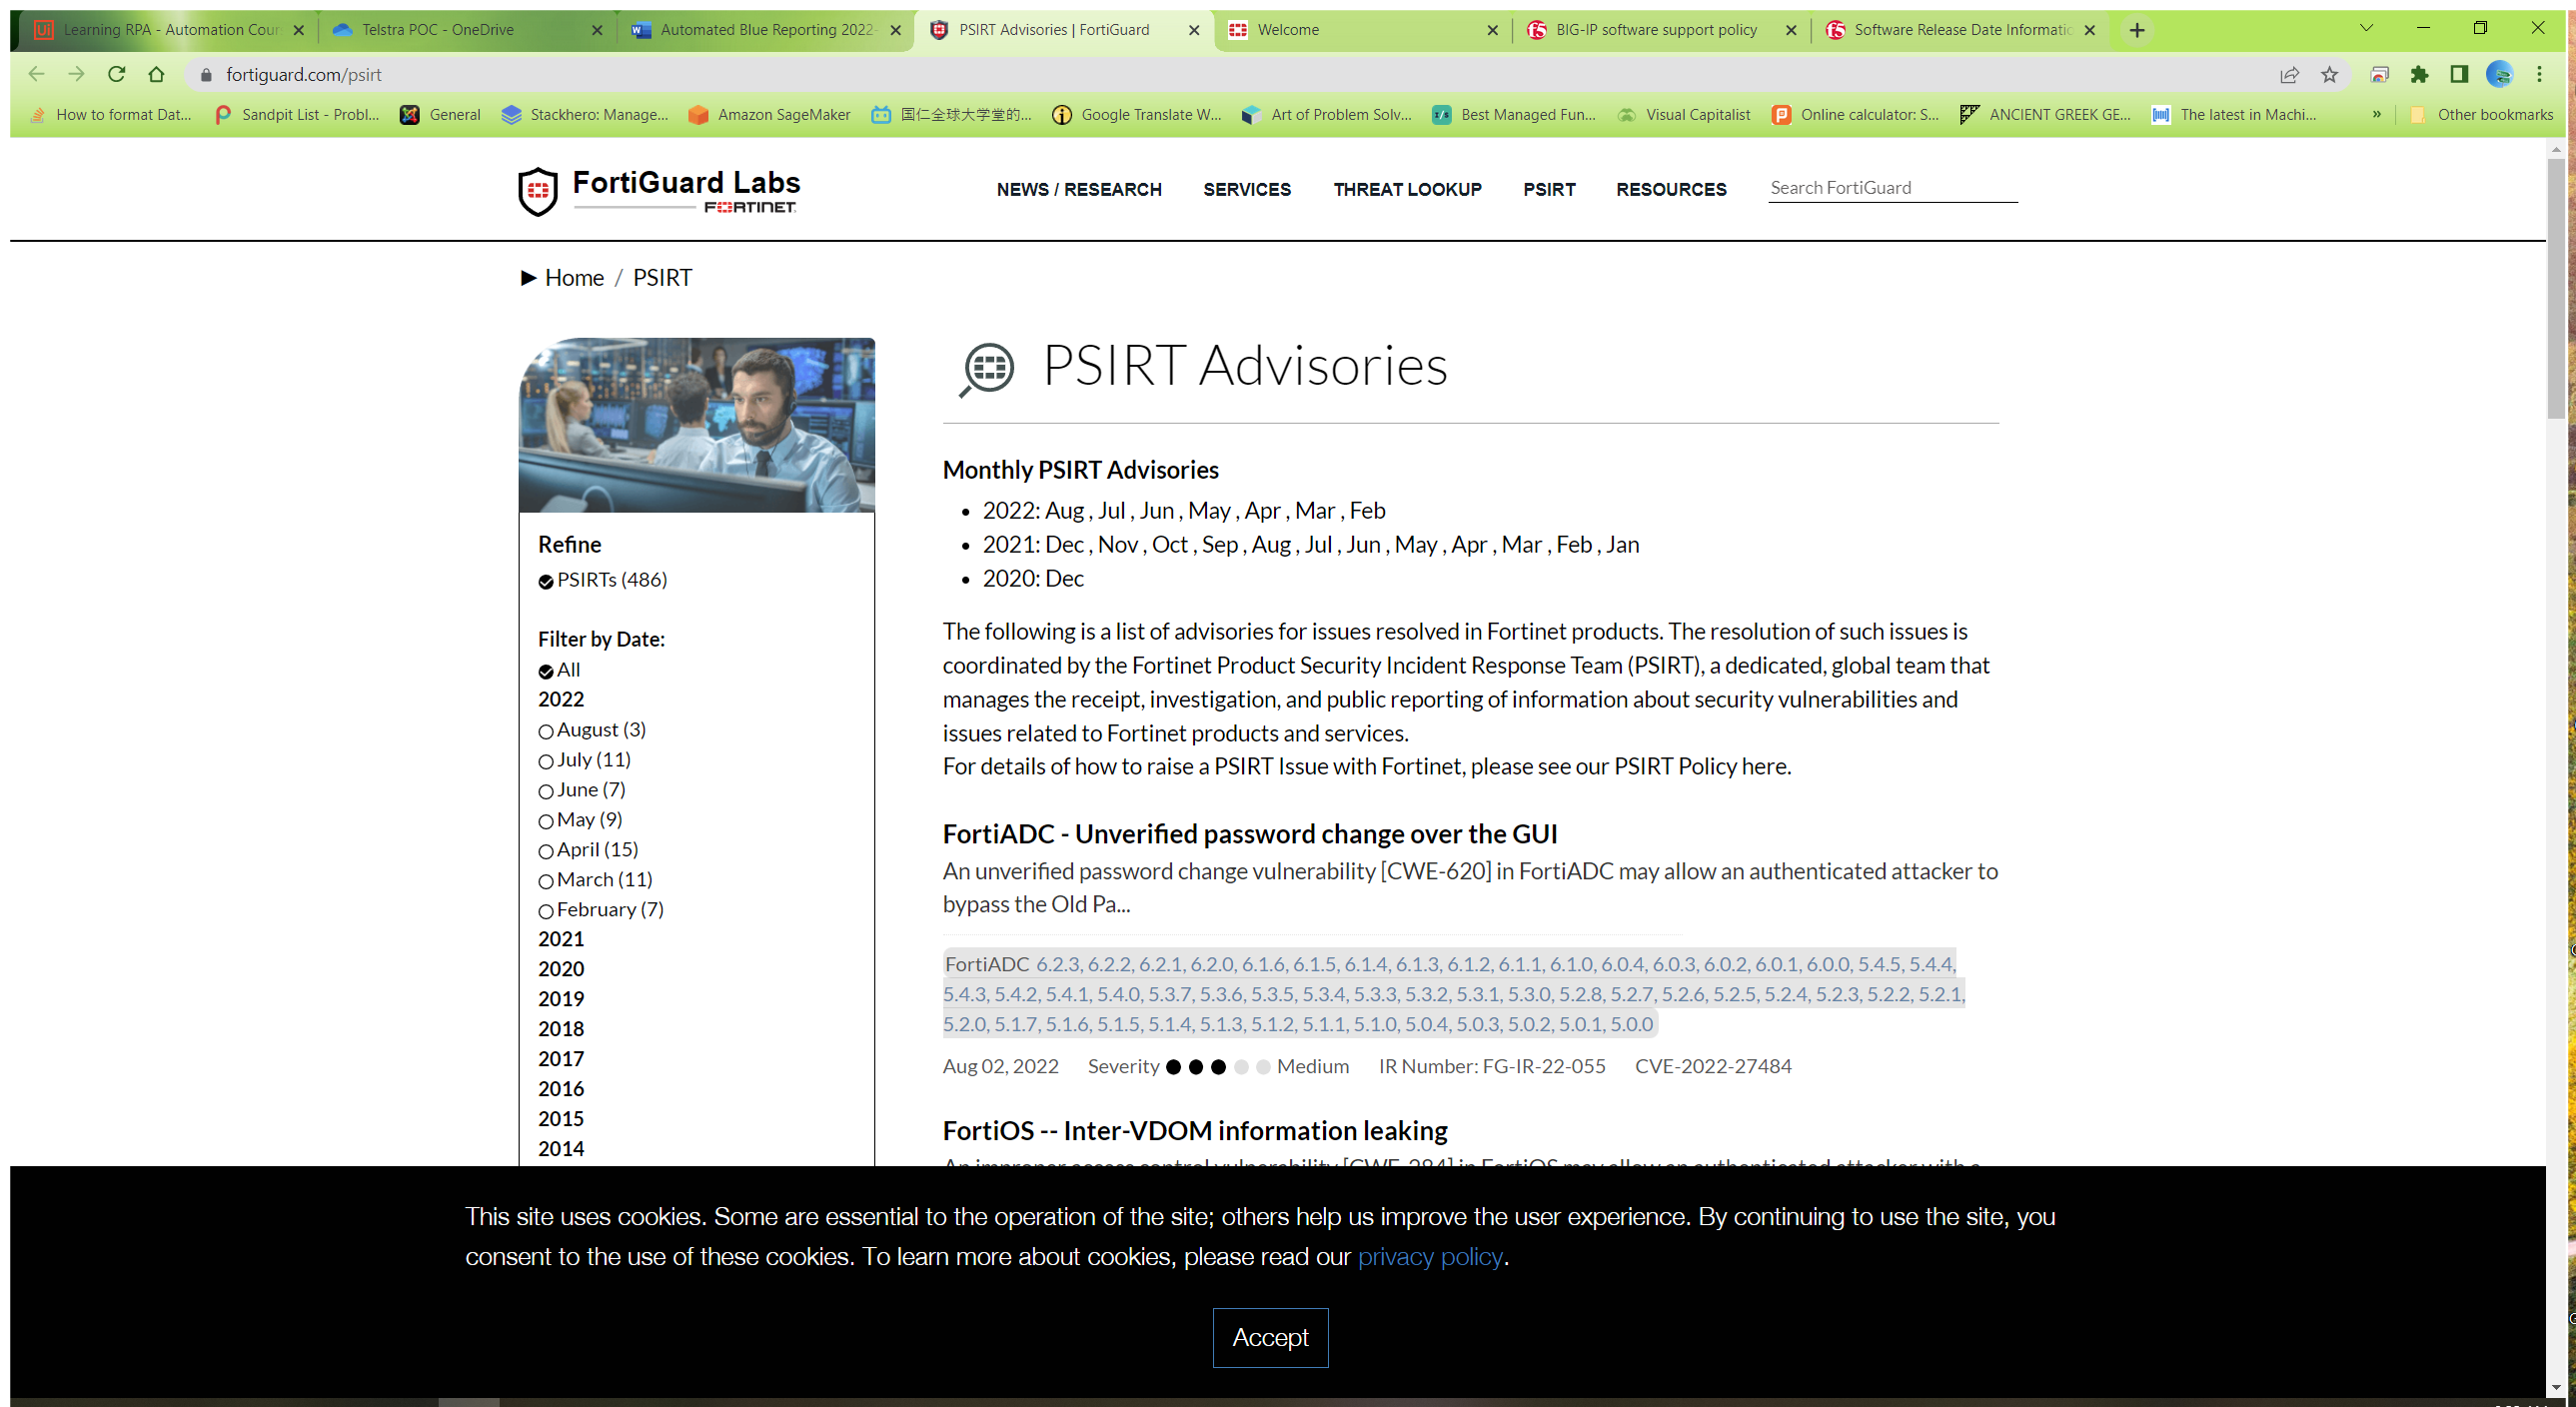 Learning RPA - Automation Cour
Telstra POC - OneDrive
Automated Blue Reporting 2022-
PSIRT Advisories | FortiGuard
Welcome
BIG-IP software support policy
Software Release Date Informatic
fortiguard.com/psirt
How to format Dat...
Sandpit List - Probl...
General
Stackhero: Manage...
Amazon SageMaker
国仁全球大学堂的...
Google Translate W...
Art of Problem Solv...
Best Managed Fun...
Visual Capitalist
Online calculator: S...
ANCIENT GREEK GE...
The latest in Machi...
»
Other bookmarks
FortiGuard Labs
FORTINET
NEWS / RESEARCH
SERVICES
THREAT LOOKUP
PSIRT
RESOURCES
Search FortiGuard
Home / PSIRT
Refine
PSIRTs (486)
Filter by Date:
All
2022
August (3)
July (11)
June (7)
May (9)
April (15)
March (11)
February (7)
2021
2020
2019
2018
2017
2016
2015
2014
PSIRT Advisories
Monthly PSIRT Advisories
• 2022: Aug , Jul , Jun , May , Apr , Mar , Feb
• 2021: Dec , Nov , Oct , Sep , Aug , Jul , Jun , May , Apr , Mar , Feb , Jan
• 2020: Dec
The following is a list of advisories for issues resolved in Fortinet products. The resolution of such issues is
coordinated by the Fortinet Product Security Incident Response Team (PSIRT), a dedicated, global team that
manages the receipt, investigation, and public reporting of information about security vulnerabilities and
issues related to Fortinet products and services.
For details of how to raise a PSIRT Issue with Fortinet, please see our PSIRT Policy here.
FortiADC - Unverified password change over the GUI
An unverified password change vulnerability [CWE-620] in FortiADC may allow an authenticated attacker to
bypass the Old Pa...
FortiADC 6.2.3, 6.2.2, 6.2.1, 6.2.0, 6.1.6, 6.1.5, 6.1.4, 6.1.3, 6.1.2, 6.1.1, 6.1.0, 6.0.4, 6.0.3, 6.0.2, 6.0.1, 6.0.0, 5.4.5, 5.4.4,
5.4.3, 5.4.2, 5.4.1, 5.4.0, 5.3.7, 5.3.6, 5.3.5, 5.3.4, 5.3.3, 5.3.2, 5.3.1, 5.3.0, 5.2.8, 5.2.7, 5.2.6, 5.2.5, 5.2.4, 5.2.3, 5.2.2, 5.2.1,
5.2.0, 5.1.7, 5.1.6, 5.1.5, 5.1.4, 5.1.3, 5.1.2, 5.1.1, 5.1.0, 5.0.4, 5.0.3, 5.0.2, 5.0.1, 5.0.0
Aug 02, 2022 Severity Medium IR Number: FG-IR-22-055 CVE-2022-27484
FortiOS -- Inter-VDOM information leaking
An improper access control vulnerability [CWE-284] in FortiOS may allow an authenticated attacker with a
This site uses cookies. Some are essential to the operation of the site; others help us improve the user experience. By continuing to use the site, you
consent to the use of these cookies. To learn more about cookies, please read our privacy policy.
Accept